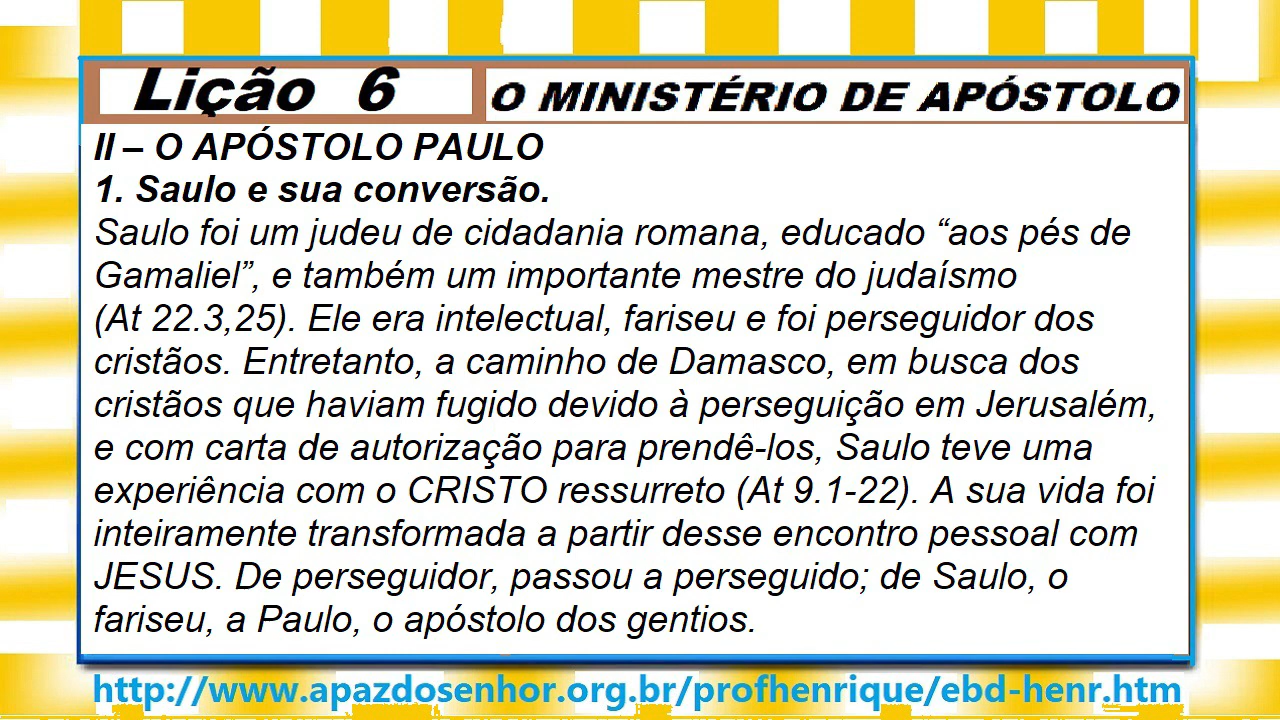 Lição 6
O MINISTÉRIO DE APÓSTOLO
II – O APÓSTOLO PAULO
1. Saulo e sua conversão.
Saulo foi um judeu de cidadania romana, educado “aos pés de
Gamaliel”, e também um importante mestre do judaísmo
(At 22.3,25). Ele era intelectual, fariseu e foi perseguidor dos
cristãos. Entretanto, a caminho de Damasco, em busca dos
cristãos que haviam fugido devido à perseguição em Jerusalém,
e com carta de autorização para prendê-los, Saulo teve uma
experiência com o CRISTO ressurreto (At 9.1-22). A sua vida foi
inteiramente transformada a partir desse encontro pessoal com
JESUS. De perseguidor, passou a perseguido; de Saulo, o
fariseu, a Paulo, o apóstolo dos gentios.
http://www.apazdosenhor.org.br/profhenrique/ebd-henr.htm